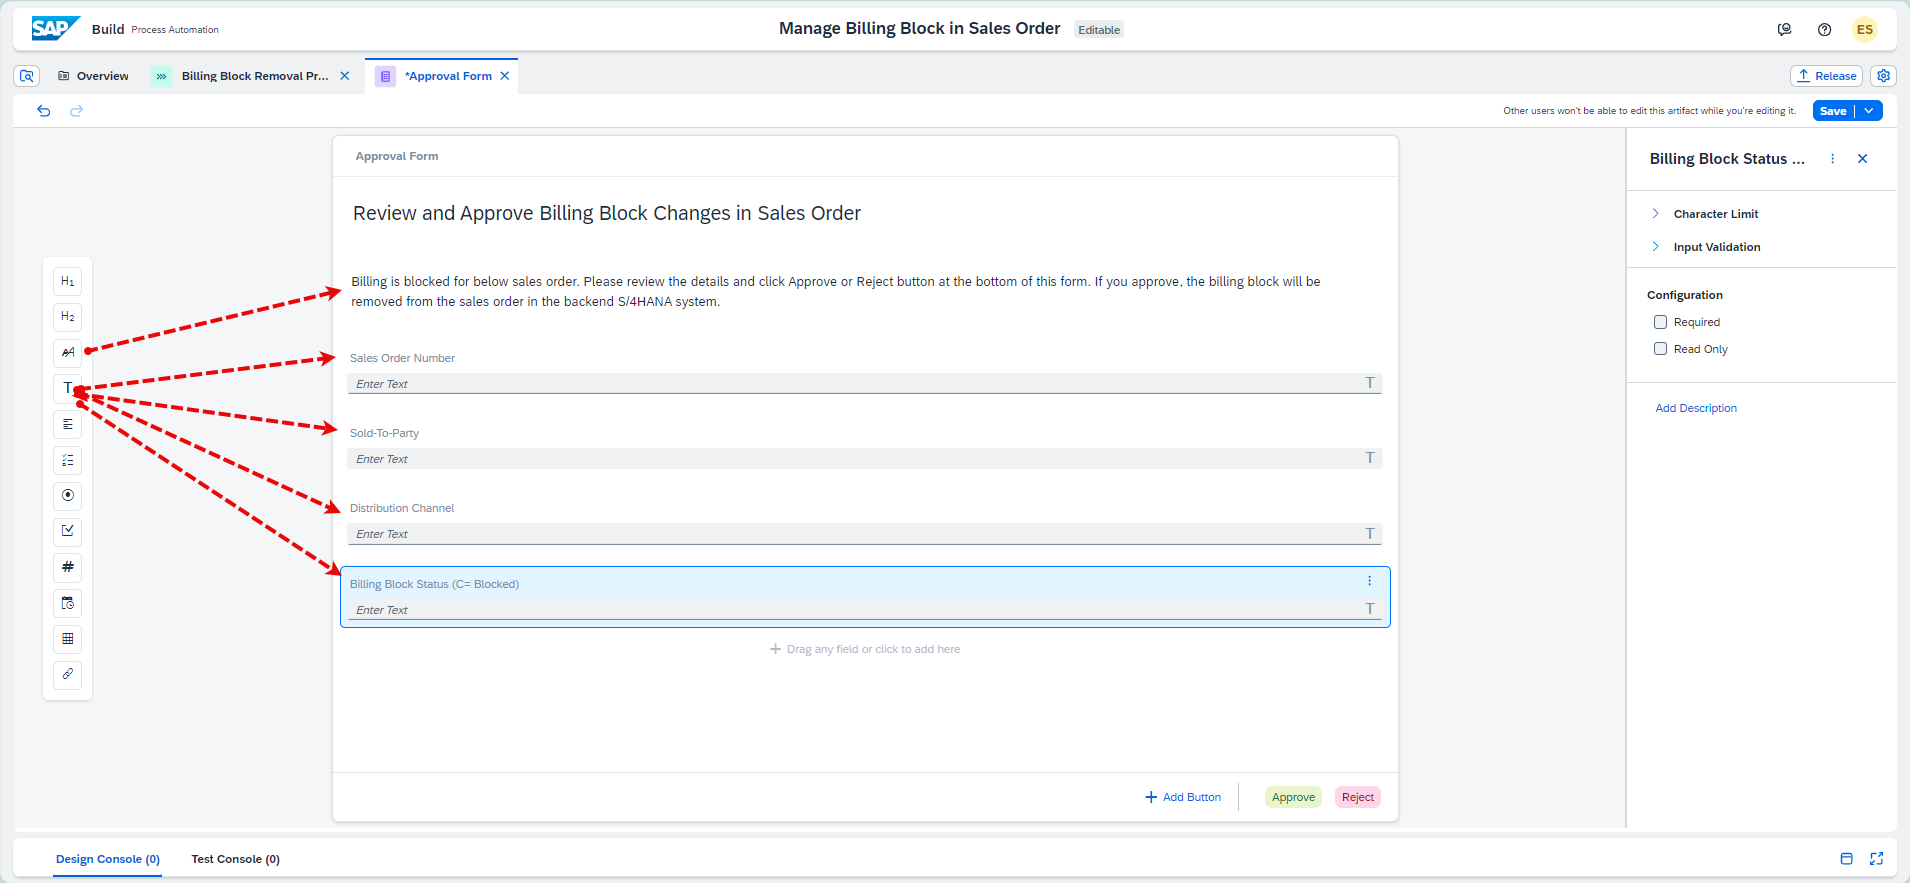 SAP Build Process Automation
Manage Billing Block in Sales Order Editable
ES
Overview
Billing Block Removal Pr...
*Approval Form
Release
Other users won't be able to edit this artifact while you're editing it.
Save
Approval Form
Review and Approve Billing Block Changes in Sales Order
Billing is blocked for below sales order. Please review the details and click Approve or Reject button at the bottom of this form. If you approve, the billing block will be
removed from the sales order in the backend S/4HANA system.
H1
H2
AA
T
#
Sales Order Number
Enter Text T
Sold-To-Party
Enter Text T
Distribution Channel
Enter Text T
Billing Block Status (C= Blocked)
Enter Text T
Drag any field or click to add here
Add Button
Approve
Reject
Billing Block Status ...
Character Limit
Input Validation
Configuration
Required
Read Only
Add Description
Design Console (0)
Test Console (0)